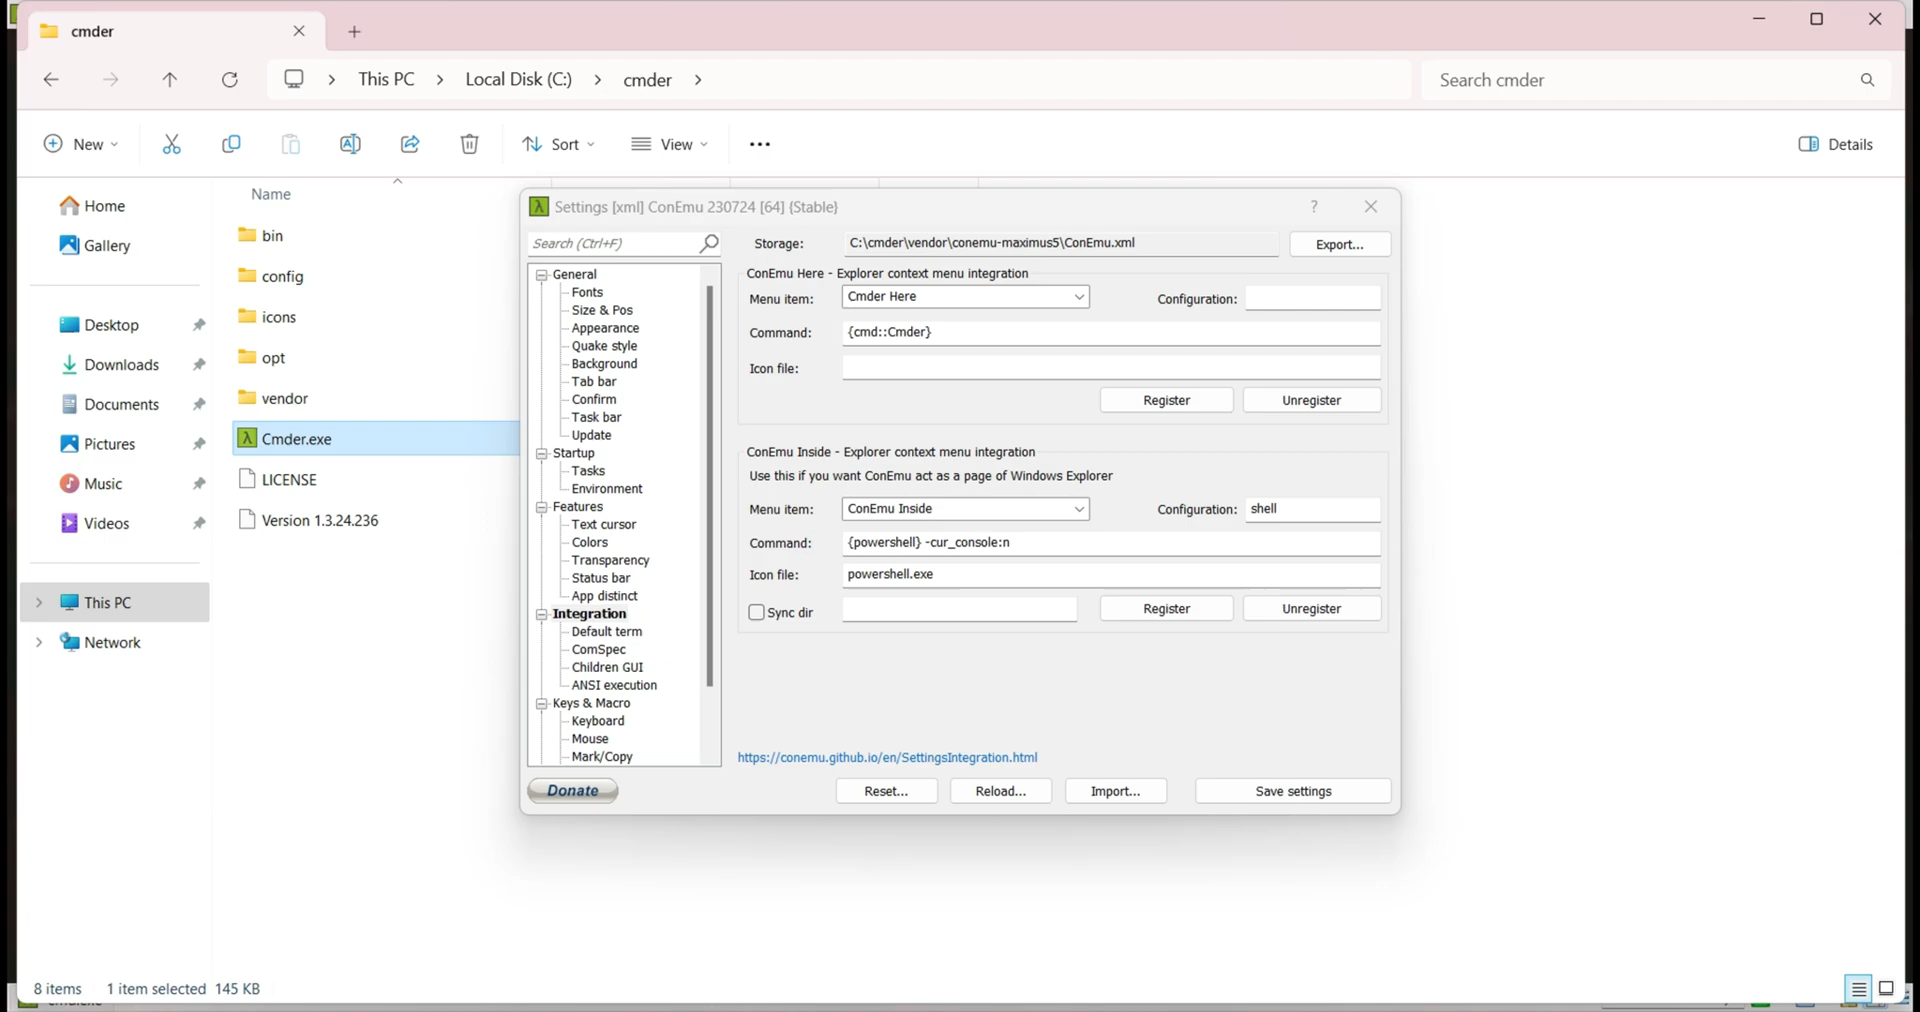 cmder
This PC
Local Disk (C:)
cmder
Search cmder
New
Sort
View
Details
Home
Gallery
Desktop
Downloads
Documents
Pictures
Music
Videos
This PC
Network
Name
bin
config
icons
opt
vendor
Cmder.exe
LICENSE
Version 1.3.24.236
Settings [xml] ConEmu 230724 [64] {Stable}
?
Search (Ctrl+F)
Storage:
C:\cmder\vendor\conemu-maximus5\ConEmu.xml
Export...
General
Fonts
Size & Pos
Appearance
Quake style
Background
Tab bar
Confirm
Task bar
Update
Startup
Tasks
Environment
Features
Text cursor
Colors
Transparency
Status bar
App distinct
Integration
Default term
ComSpec
Children GUI
ANSI execution
Keys & Macro
Keyboard
Mouse
Mark/Copy
ConEmu Here - Explorer context menu integration
Menu item:
Cmder Here
Configuration:
Command:
{cmd::Cmder}
Icon file:
Register
Unregister
ConEmu Inside - Explorer context menu integration
Use this if you want ConEmu act as a page of Windows Explorer
Menu item:
ConEmu Inside
Configuration:
shell
Command:
{powershell} -cur_console:n
Icon file:
powershell.exe
Sync dir
Register
Unregister
https://conemu.github.io/en/SettingsIntegration.html
Donate
Reset...
Reload...
Import...
Save settings
8 items
1 item selected 145 KB